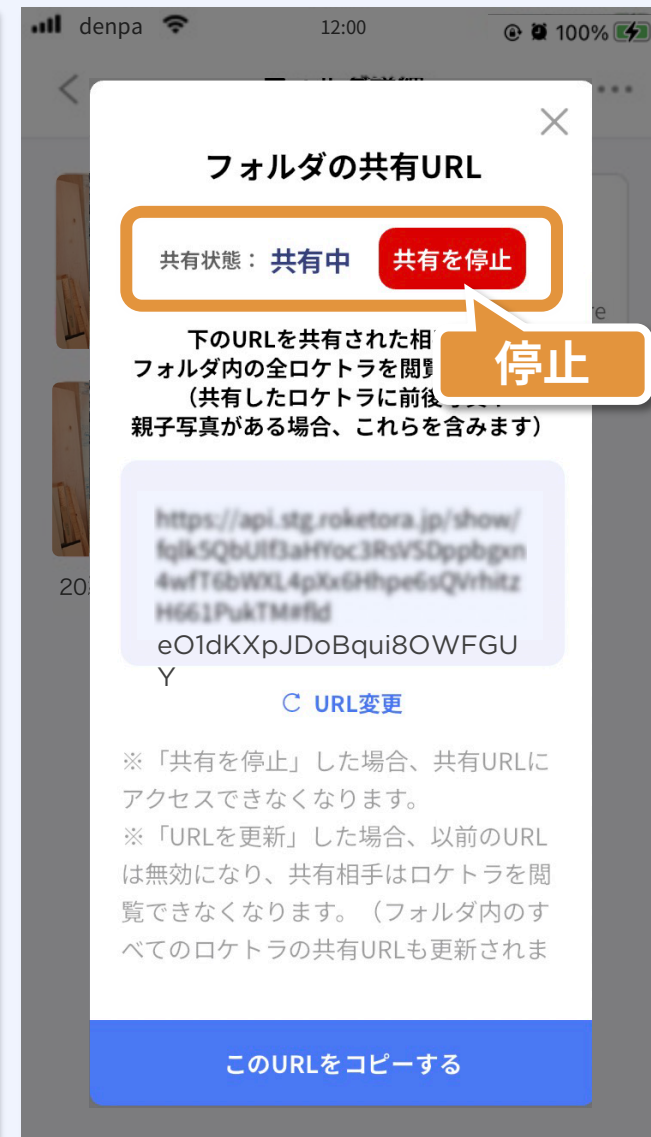 denpa 12:00 100%
フォルダの共有URL
共有状態： 共有中 共有を停止
下のURLを共有された相
停止
フォルダ内の全ロケトラを閲覧
（共有したロケトラに前後
親子写真がある場合、これらを含みます）
https://api.stg.roketora.jp/show/
eO1dKXpJDoBqui8OWFGU
Y
URL変更
※「共有を停止」した場合、共有URLに
アクセスできなくなります。
※「URLを更新」した場合、以前のURL
は無効になり、共有相手はロケトラを閲
覧できなくなります。（フォルダ内のす
べてのロケトラの共有URLも更新されま
このURLをコピーする
20